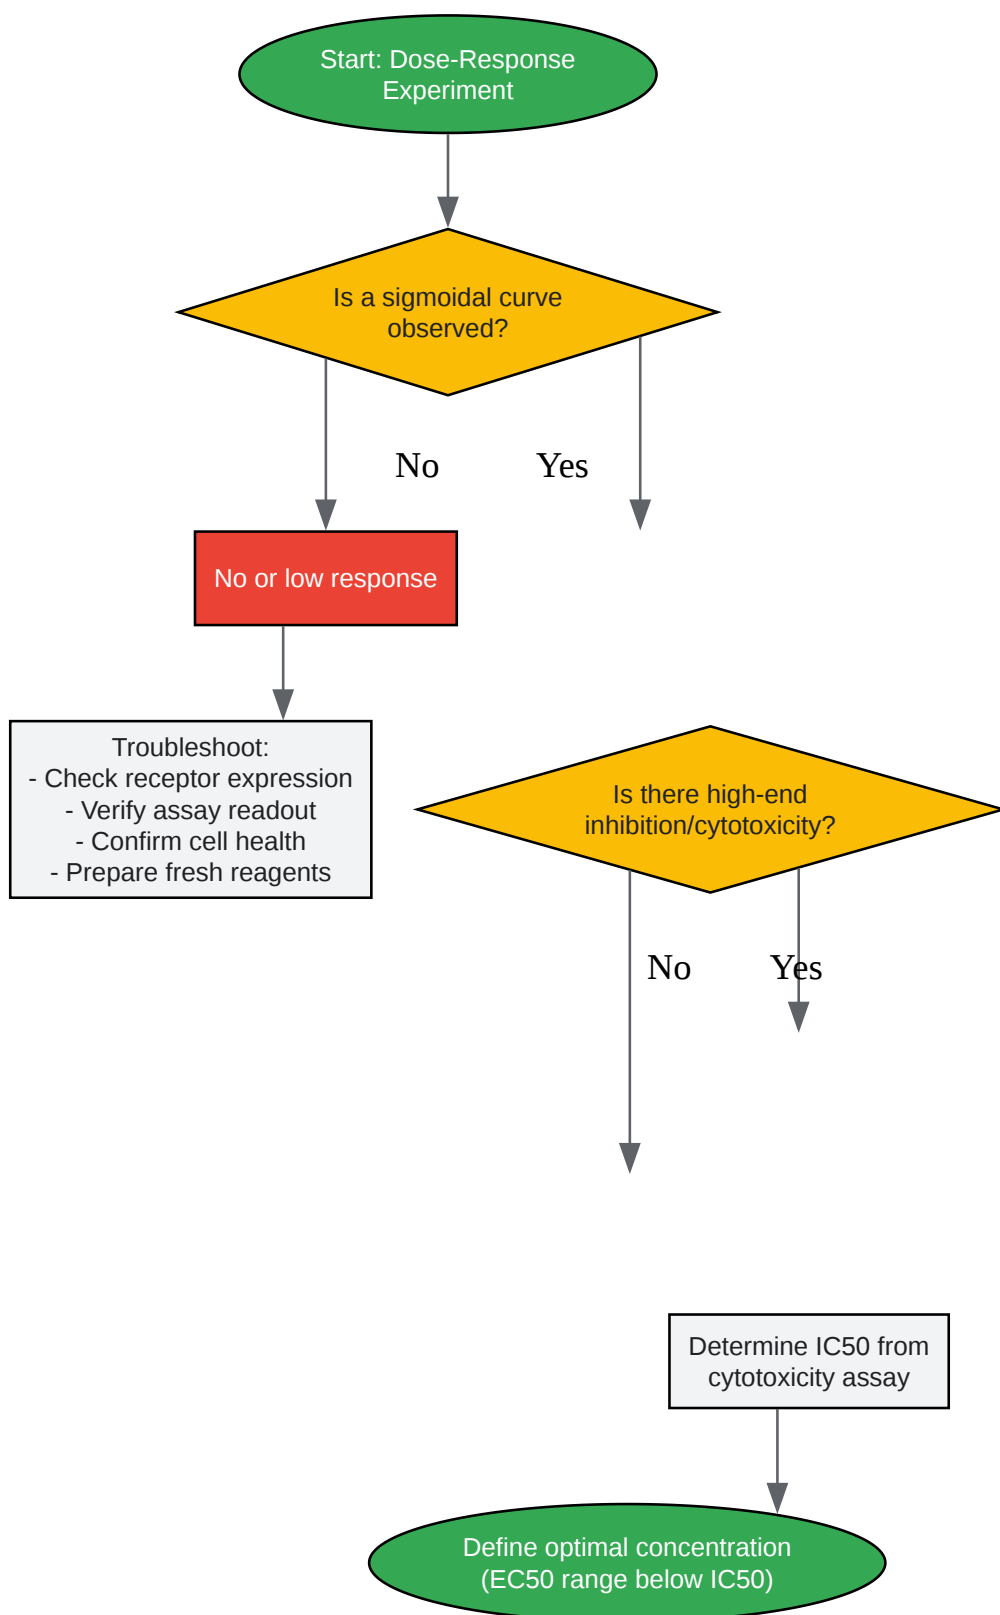 Start: Dose-Response
Experiment
Is a sigmoidal curve
observed?
No
Yes
No or low response
Troubleshoot:
- Check receptor expression
- Verify assay readout
- Confirm cell health
- Prepare fresh reagents
Is there high-end
inhibition/cytotoxicity?
No
Yes
Determine IC50 from
cytotoxicity assay
Define optimal concentration
(EC50 range below IC50)